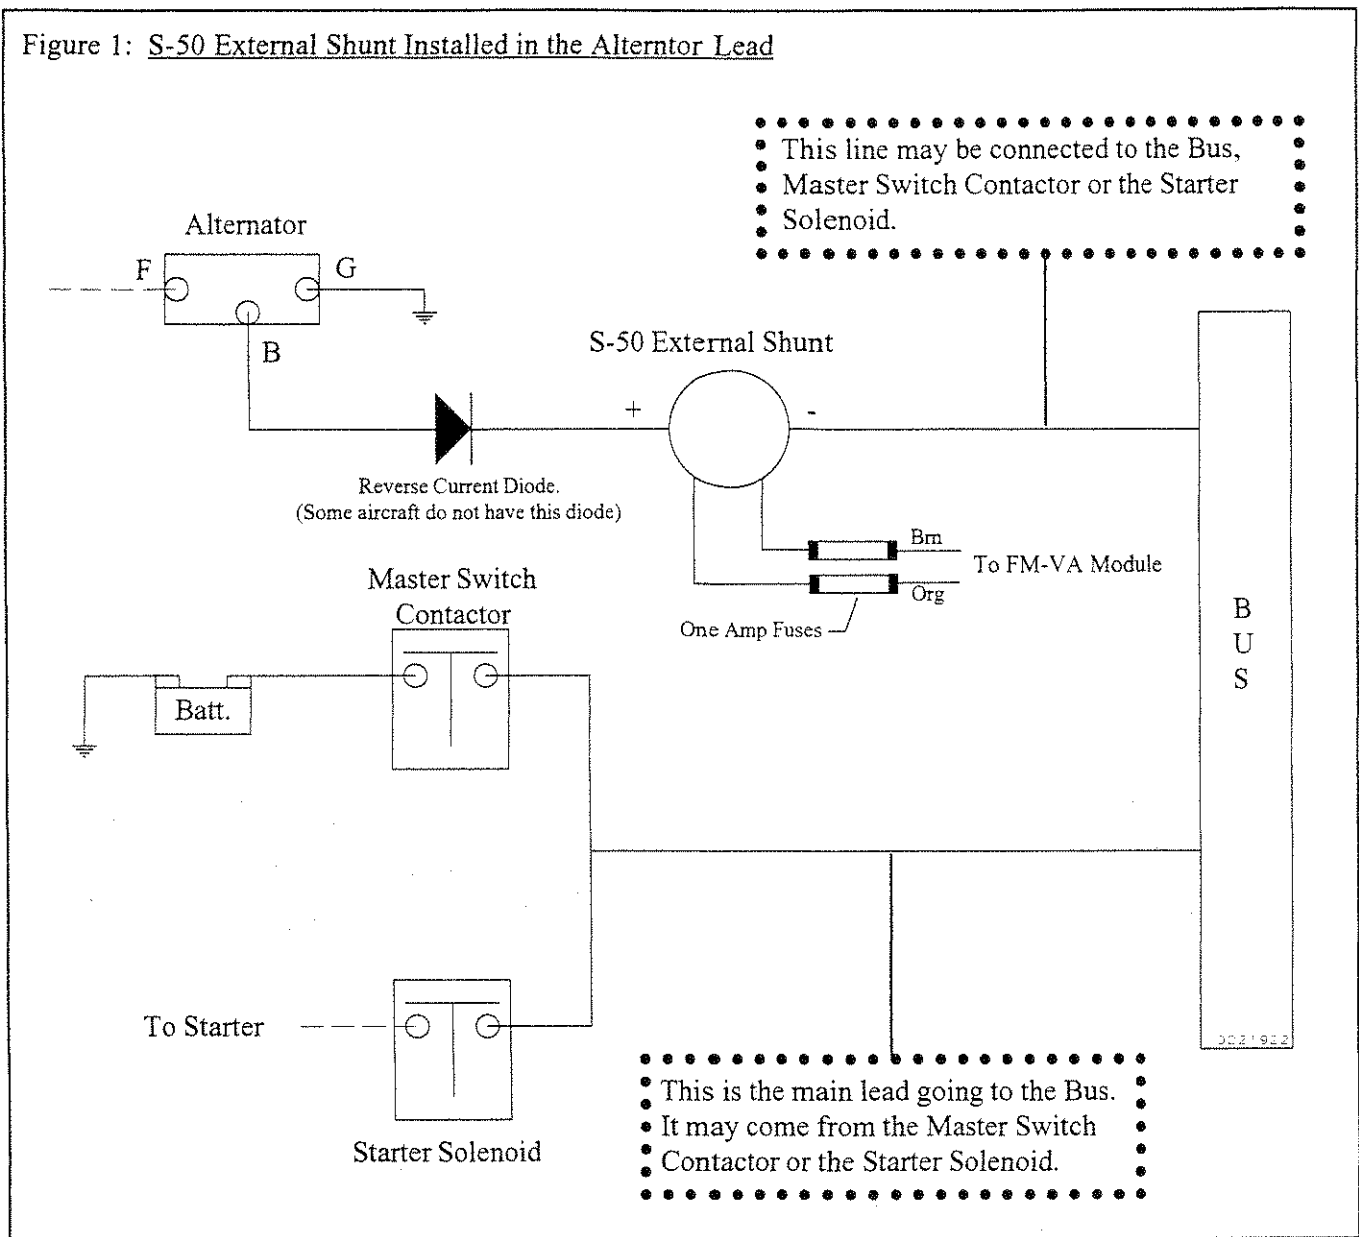 Figure 1: S-50 External Shunt Installed in the Alterntor Lead
This line may be connected to the Bus,
Master Switch Contactor or the Starter
Solenoid.
Alternator
F
G
B
S-50 External Shunt
+
-
Reverse Current Diode.
(Some aircraft do not have this diode)
Brn
To FM-VA Module
Org
One Amp Fuses
Master Switch
Contactor
Batt.
B
U
S
To Starter
Starter Solenoid
This is the main lead going to the Bus.
It may come from the Master Switch
Contactor or the Starter Solenoid.